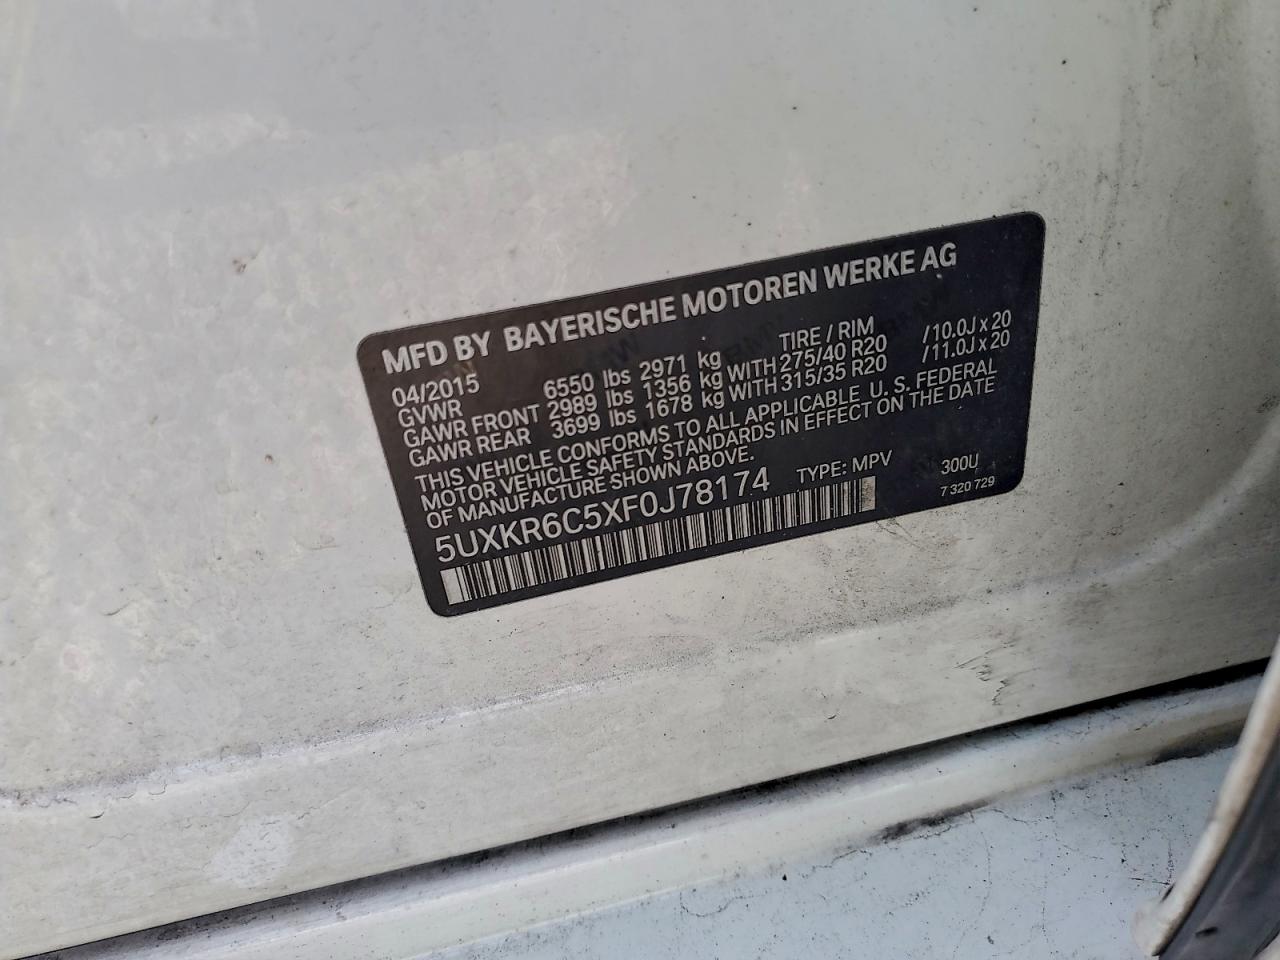 MFD BY BAYERISCHE MOTOREN WERKE AG
04/2015 TIRE / RIM
GVWR 6550 lbs 2971 kg
GAWR FRONT 2989 lbs 1356 kg WITH 275/40 R20 /10.0J x 20
GAWR REAR 3699 lbs 1678 kg WITH 315/35 R20 /11.0J x 20
THIS VEHICLE CONFORMS TO ALL APPLICABLE U. S. FEDERAL
MOTOR VEHICLE SAFETY STANDARDS IN EFFECT ON THE DATE
OF MANUFACTURE SHOWN ABOVE.
5UXKR6C5XF0J78174 TYPE: MPV 300U
7 320 729